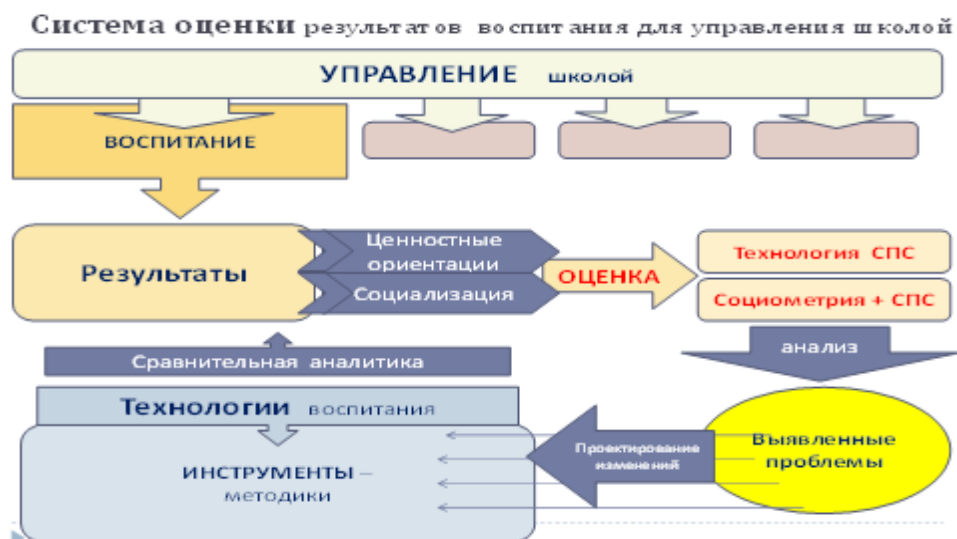 Система оценки результатов воспитания для управления школой
УПРАВЛЕНИЕ школой
ВОСПИТАНИЕ
Результаты
Ценностные
ориентации
Социализация
ОЦЕНКА
Технология СПС
Социометрия + СПС
анализ
Сравнительная аналитика
Технологии воспитания
ИНСТРУМЕНТЫ –
методики
Проектирование
изменений
Выявленные
проблемы